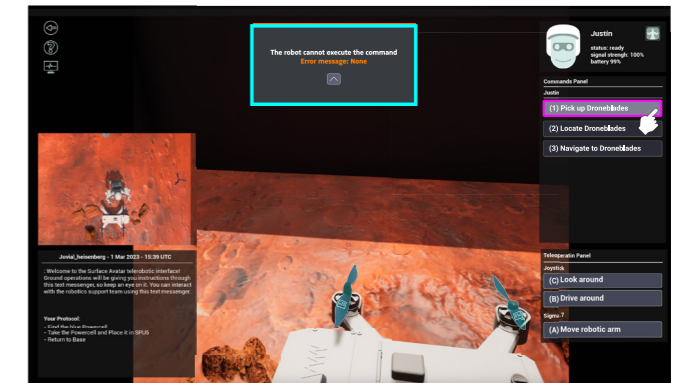 The robot cannot execute the command
Error message: None
Justin
status: ready
signal strengh: 100%
battery 99%
Commands Panel
Justin
(1) Pick up Droneblades
(2) Locate Droneblades
(3) Navigate to Droneblades
Jovial_heisenberg - 1 Mar 2023 - 15:39 UTC
: Welcome to the Surface Avatar telerobotic interface!
Ground operations will be giving you instructions through
this text messenger, so keep an eye on it. You can interact
with the robotics support team using this text messenger.
Your Protocol:
- Find the blue Powercell
- Take the Powercell and Place it in SPU5
- Return to Base
Teleoperatin Panel
Joystick
(C) Look around
(B) Drive around
Sigma.7
(A) Move robotic arm